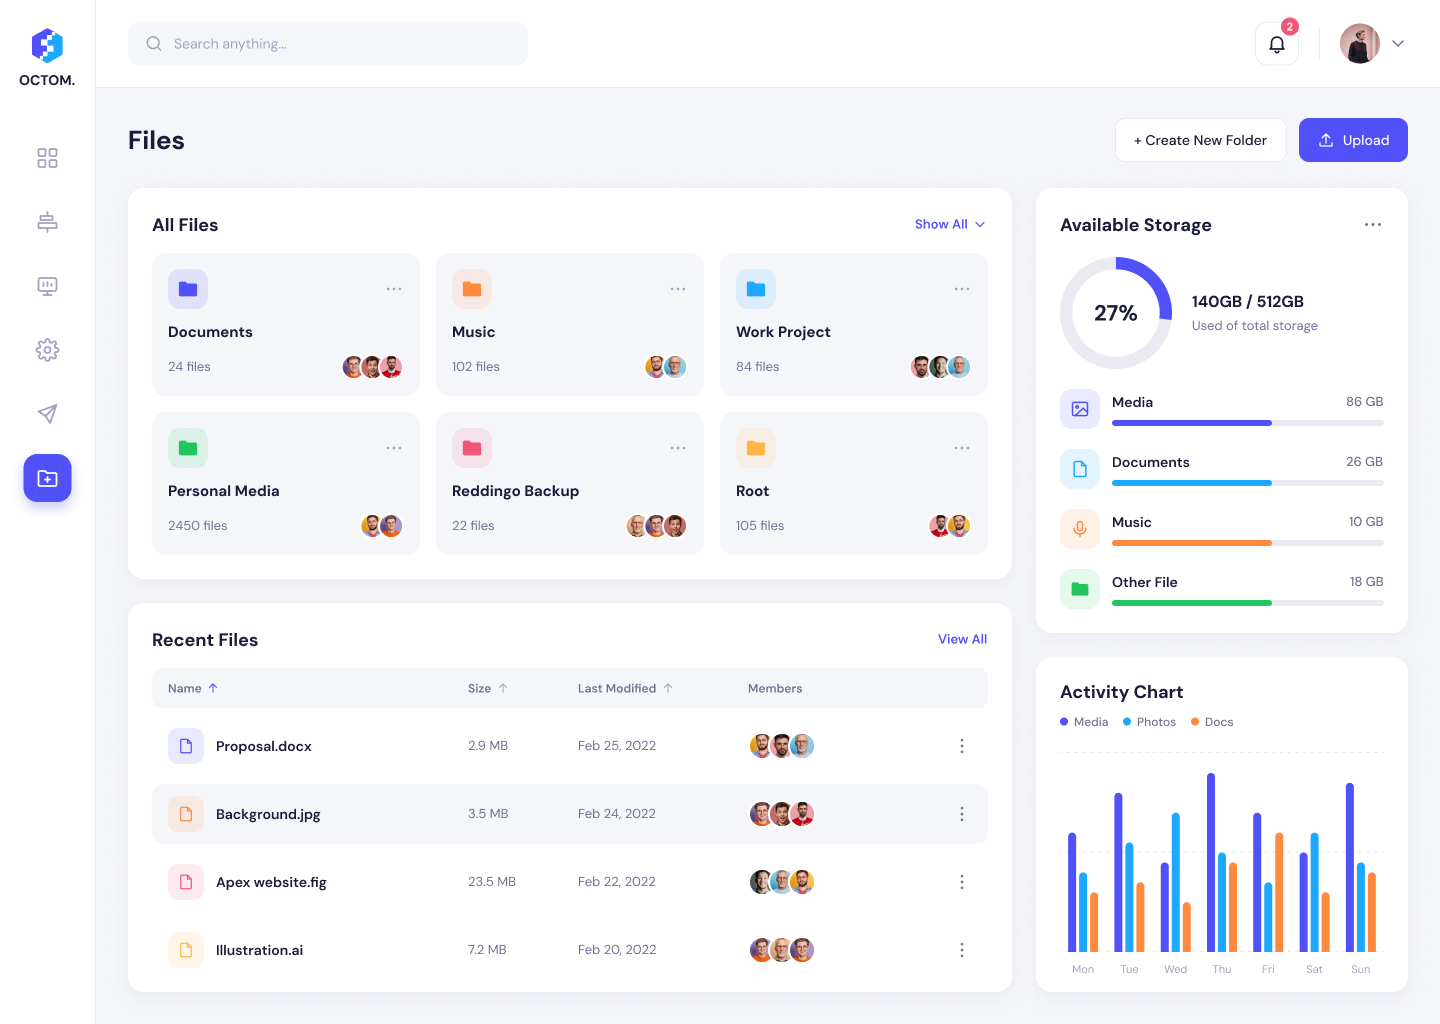 OCTOM.
Search anything...
2
Files
+ Create New Folder
Upload
All Files
Show All
Documents
24 files
Music
102 files
Work Project
84 files
Personal Media
2450 files
Reddingo Backup
22 files
Root
105 files
Recent Files
View All
Name
Size
Last Modified
Members
Proposal.docx
2.9 MB
Feb 25, 2022
Background.jpg
3.5 MB
Feb 24, 2022
Apex website.fig
23.5 MB
Feb 22, 2022
Illustration.ai
7.2 MB
Feb 20, 2022
Available Storage
27%
140GB / 512GB
Used of total storage
Media
86 GB
Documents
26 GB
Music
10 GB
Other File
18 GB
Activity Chart
Media
Photos
Docs
Mon
Tue
Wed
Thu
Fri
Sat
Sun